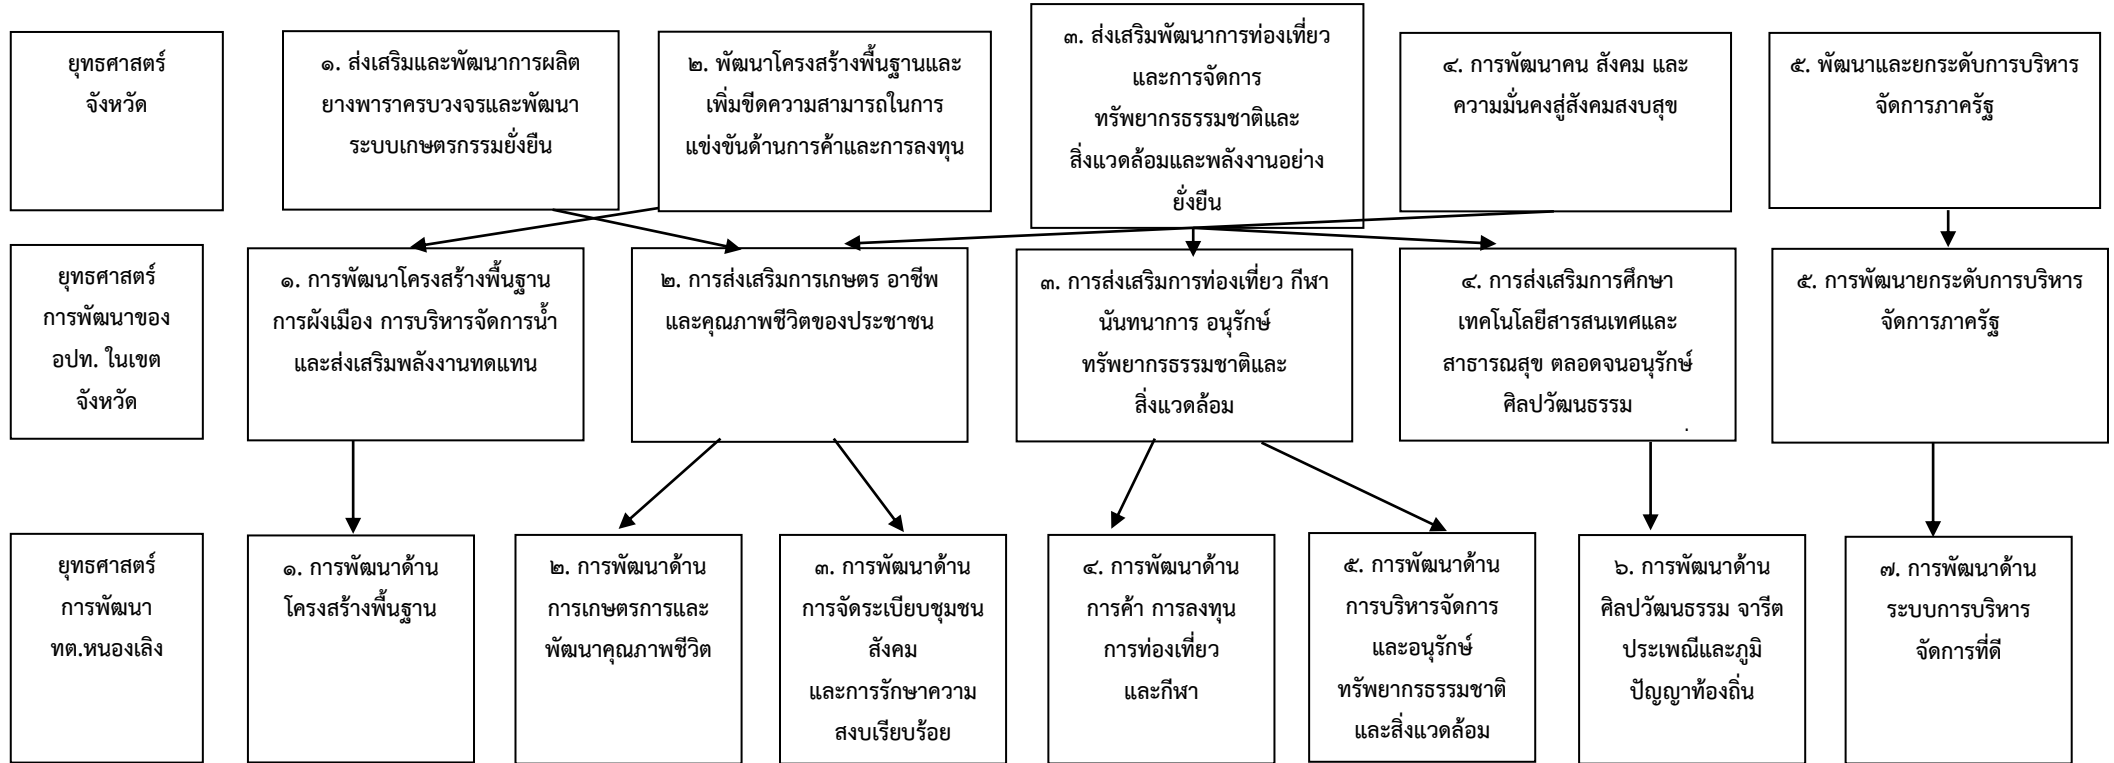 ยุทธศาสตร์
จังหวัด
๑. ส่งเสริมและพัฒนาการผลิต
ยางพาราครบวงจรและพัฒนา
ระบบเกษตรกรรมยั่งยืน
๒. พัฒนาโครงสร้างพื้นฐานและ
เพิ่มขีดความสามารถในการ
แข่งขันด้านการค้าและการลงทุน
๓. ส่งเสริมพัฒนาการท่องเที่ยว
และการจัดการ
ทรัพยากรธรรมชาติและ
สิ่งแวดล้อมและพลังงานอย่าง
ยั่งยืน
๔. การพัฒนาคน สังคม และ
ความมั่นคงสู่สังคมสงบสุข
๕. พัฒนาและยกระดับการบริหาร
จัดการภาครัฐ
ยุทธศาสตร์
การพัฒนาของ
อปท. ในเขต
จังหวัด
๑. การพัฒนาโครงสร้างพื้นฐาน
การผังเมือง การบริหารจัดการน้ำ
และส่งเสริมพลังงานทดแทน
๒. การส่งเสริมการเกษตร อาชีพ
และคุณภาพชีวิตของประชาชน
๓. การส่งเสริมการท่องเที่ยว กีฬา
นันทนาการ อนุรักษ์
ทรัพยากรธรรมชาติและ
สิ่งแวดล้อม
๔. การส่งเสริมการศึกษา
เทคโนโลยีสารสนเทศและ
สาธารณสุข ตลอดจนอนุรักษ์
ศิลปวัฒนธรรม
.
๕. การพัฒนายกระดับการบริหาร
จัดการภาครัฐ
ยุทธศาสตร์
การพัฒนา
ทต.หนองเลิง
๑. การพัฒนาด้าน
โครงสร้างพื้นฐาน
๒. การพัฒนาด้าน
การเกษตรการและ
พัฒนาคุณภาพชีวิต
๓. การพัฒนาด้าน
การจัดระเบียบชุมชน
สังคม
และการรักษาความ
สงบเรียบร้อย
๔. การพัฒนาด้าน
การค้า การลงทุน
การท่องเที่ยว
และกีฬา
๕. การพัฒนาด้าน
การบริหารจัดการ
และอนุรักษ์
ทรัพยากรธรรมชาติ
และสิ่งแวดล้อม
๖. การพัฒนาด้าน
ศิลปวัฒนธรรม จารีต
ประเพณีและภูมิ
ปัญญาท้องถิ่น
๗. การพัฒนาด้าน
ระบบการบริหาร
จัดการที่ดี